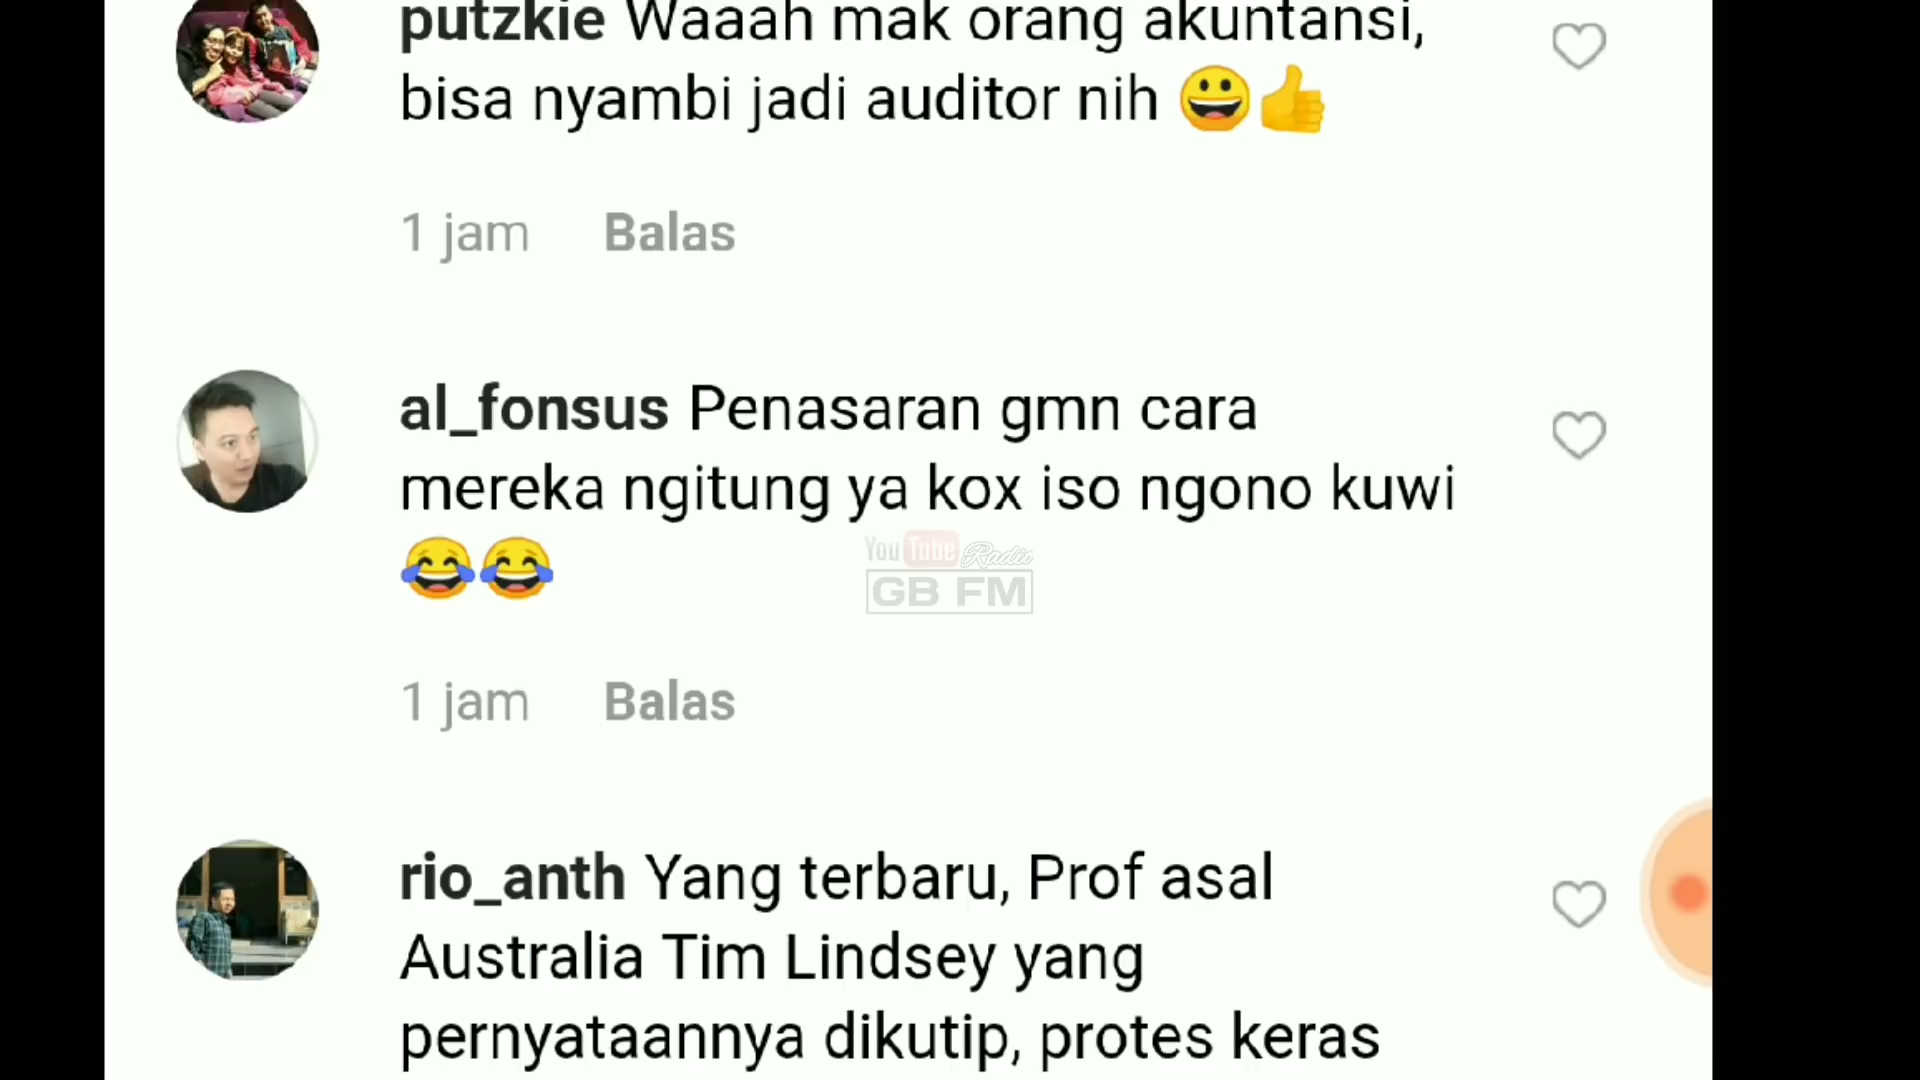 putzkie Waaah mak orang akuntansi,
bisa nyambi jadi auditor nih 😀👍
1 jam Balas
al_fonsus Penasaran gmn cara
mereka ngitung ya kox iso ngono kuwi
😂😂
YouTube Radio
GB FM
1 jam Balas
rio_anth Yang terbaru, Prof asal
Australia Tim Lindsey yang
pernyataannya dikutip, protes keras